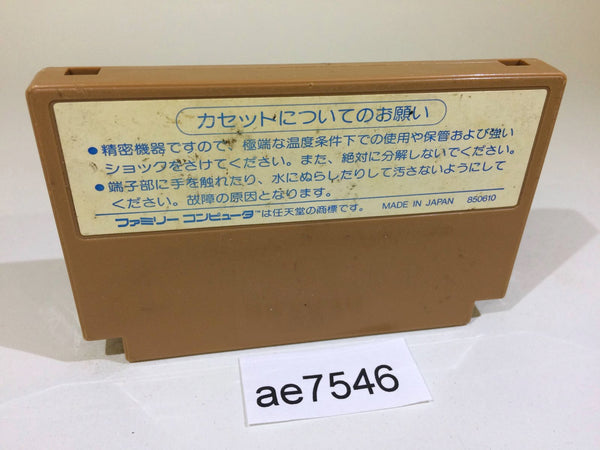 カセットについてのお願い
●精密機器ですので、極端な温度条件下での使用や保管および強い
ショックをさけてください。また、絶対に分解しないでください。
●端子部に手を触れたり、水にぬらしたりして汚さないようにして
ください。故障の原因となります。
ファミリーコンピュータ™は任天堂の商標です。 MADE IN JAPAN 850610
ae7546